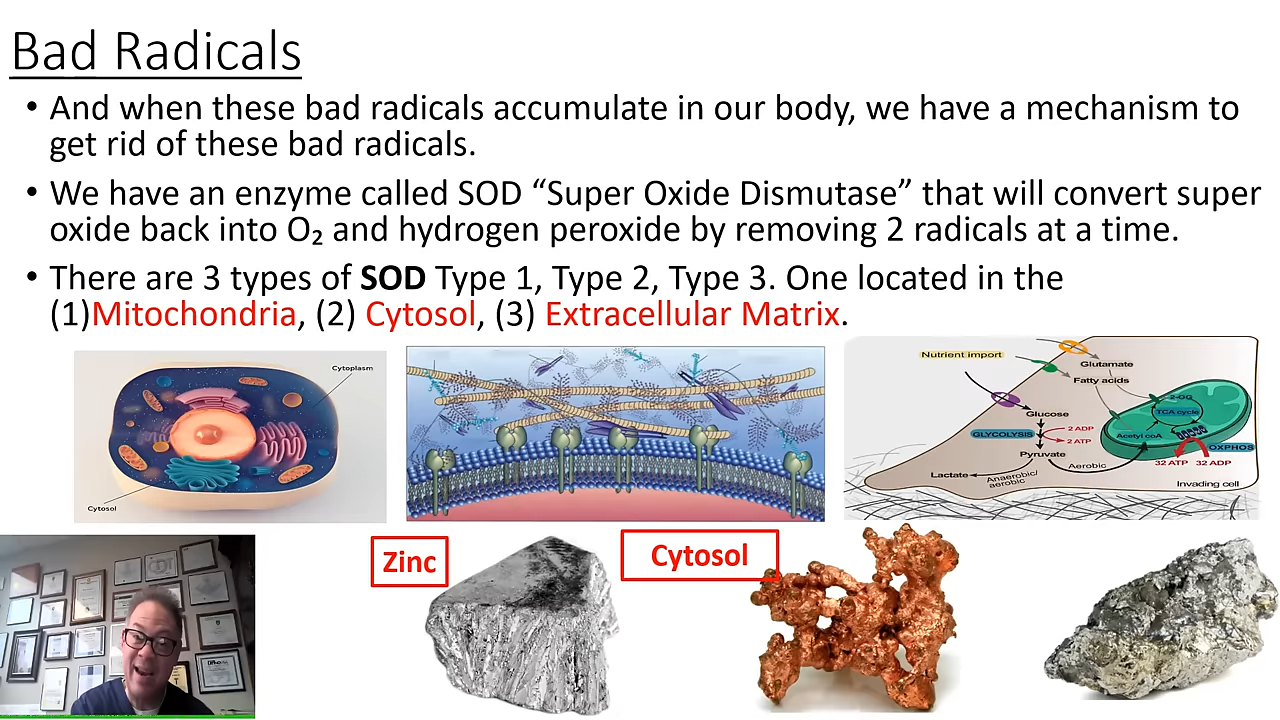 Bad Radicals
• And when these bad radicals accumulate in our body, we have a mechanism to
get rid of these bad radicals.
• We have an enzyme called SOD “Super Oxide Dismutase” that will convert super
oxide back into O₂ and hydrogen peroxide by removing 2 radicals at a time.
• There are 3 types of SOD Type 1, Type 2, Type 3. One located in the
(1)Mitochondria, (2) Cytosol, (3) Extracellular Matrix.
Cytoplasm
Cytosol
Nutrient import
Glutamate
Fatty acids
2-OG
TCA cycle
Glucose
GLYCOLYSIS
2 ADP
2 ATP
Acetyl coA
OXPHOS
Pyruvate
Aerobic
32 ATP 32 ADP
Lactate
Anaerobic/
aerobic
Invading cell
Zinc
Cytosol